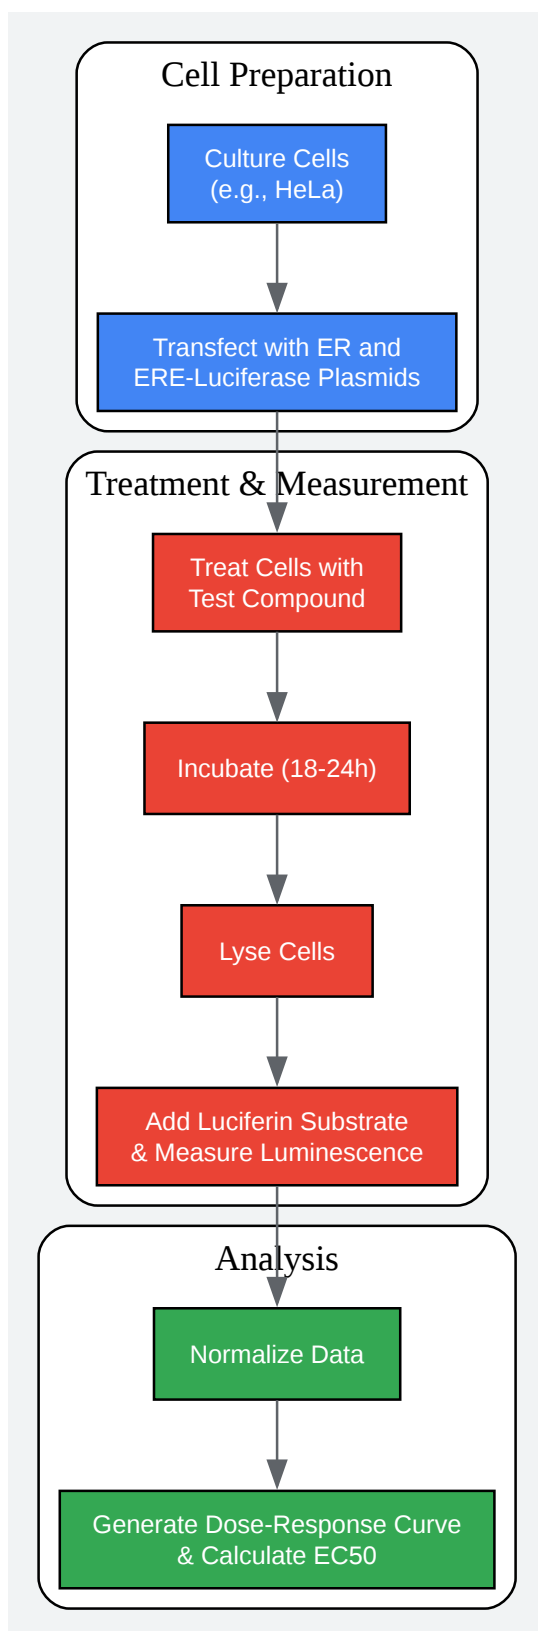 Cell Preparation
Culture Cells
(e.g., HeLa)
Transfect with ER and
ERE-Luciferase Plasmids
Treatment & Measurement
Treat Cells with
Test Compound
Incubate (18-24h)
Lyse Cells
Add Luciferin Substrate
& Measure Luminescence
Analysis
Normalize Data
Generate Dose-Response Curve
& Calculate EC50